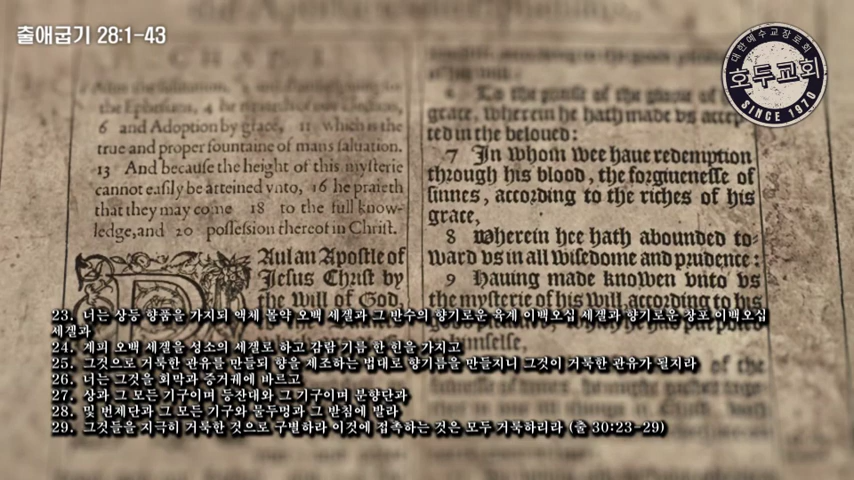 출애굽기 28:1-43
대한예수교장로회
호두교회
SINCE 1970
the Ephesians, 4
6 and Adoption by grace, 11 which is the
true and proper fountaine of mans saluation.
13 And because the height of this mysterie
cannot easily be atteined vnto, 16 he praieth
that they may come 18 to the full know-
ledge, and 20 possession thereof in Christ.
Paul an Apostle of
Jesus Christ by
the will of God,
To the praise of the glorie of
grace, wherein he hath made vs accep-
ted in the beloued:
7 In whom wee haue redemption
through his blood, the forgiuenesse of
sinnes, according to the riches of his
grace,
8 Wherein hee hath abounded to-
ward vs in all wisedome and prudence:
9 Hauing made knowen vnto vs
the mysterie of his will, according to his
23. 너는 상등 향품을 가지되 액체 몰약 오백 세겔과 그 반수의 향기로운 육계 이백오십 세겔과 향기로운 창포 이백오십
세겔과
24. 계피 오백 세겔을 성소의 세겔로 하고 감람 기름 한 힌을 가지고
25. 그것으로 거룩한 관유를 만들되 향을 제조하는 법대로 향기름을 만들지니 그것이 거룩한 관유가 될지라
26. 너는 그것을 회막과 증거궤에 바르고
27. 상과 그 모든 기구이며 등잔대와 그 기구이며 분향단과
28. 및 번제단과 그 모든 기구와 물두멍과 그 받침에 발라
29. 그것들을 지극히 거룩한 것으로 구별하라 이것에 접촉하는 것은 모두 거룩하리라 (출 30:23-29)